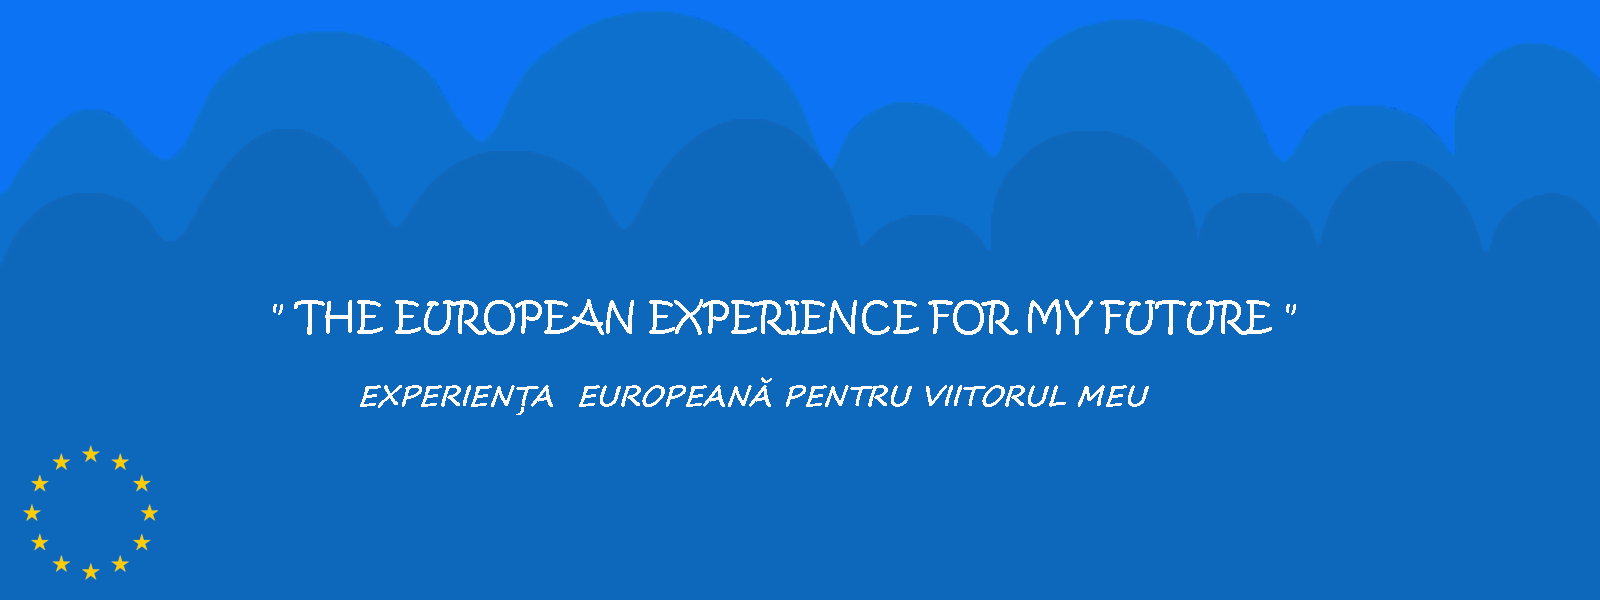 " THE EUROPEAN EXPERIENCE FOR MY FUTURE "
EXPERIENȚA EUROPEANĂ PENTRU VIITORUL MEU